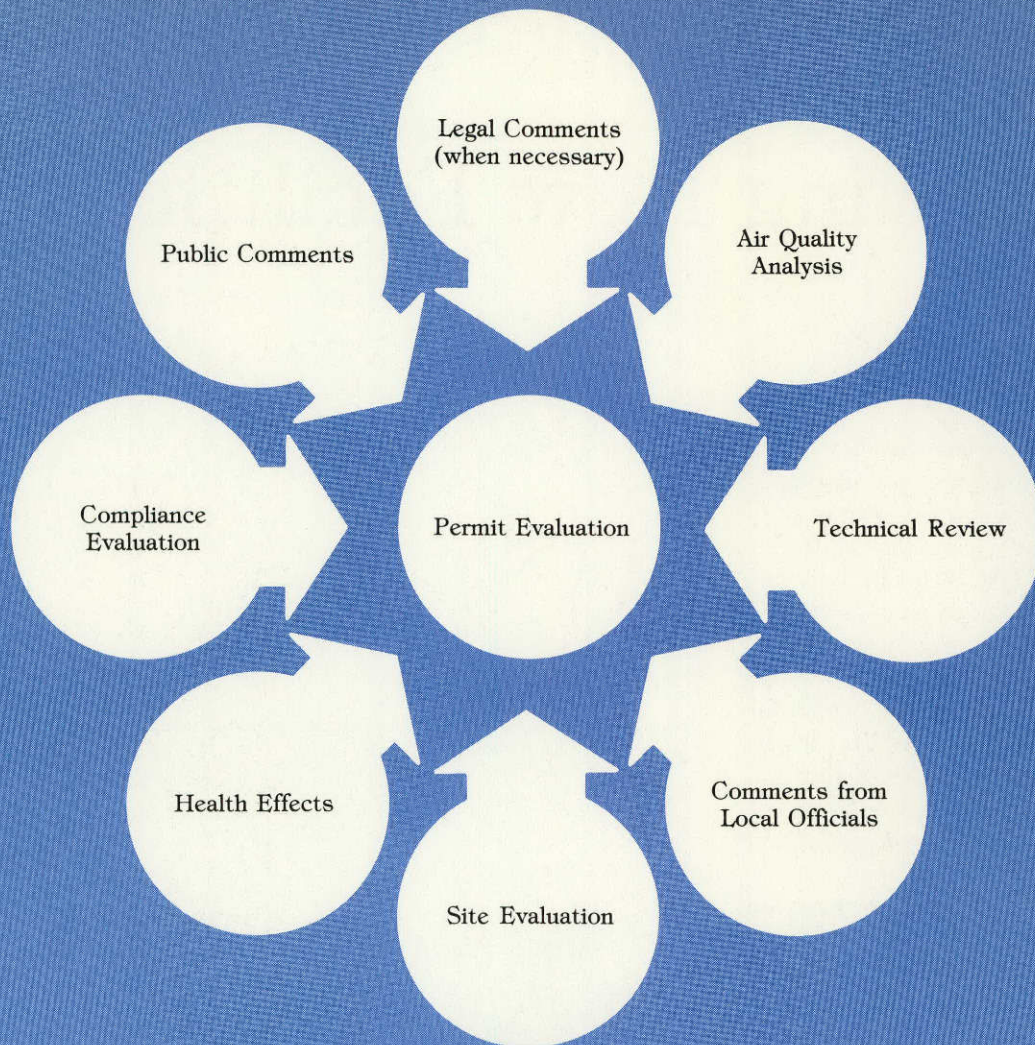 Legal Comments
(when necessary)
Public Comments
Air Quality
Analysis
Compliance
Evaluation
Permit Evaluation
Technical Review
Health Effects
Comments from
Local Officials
Site Evaluation